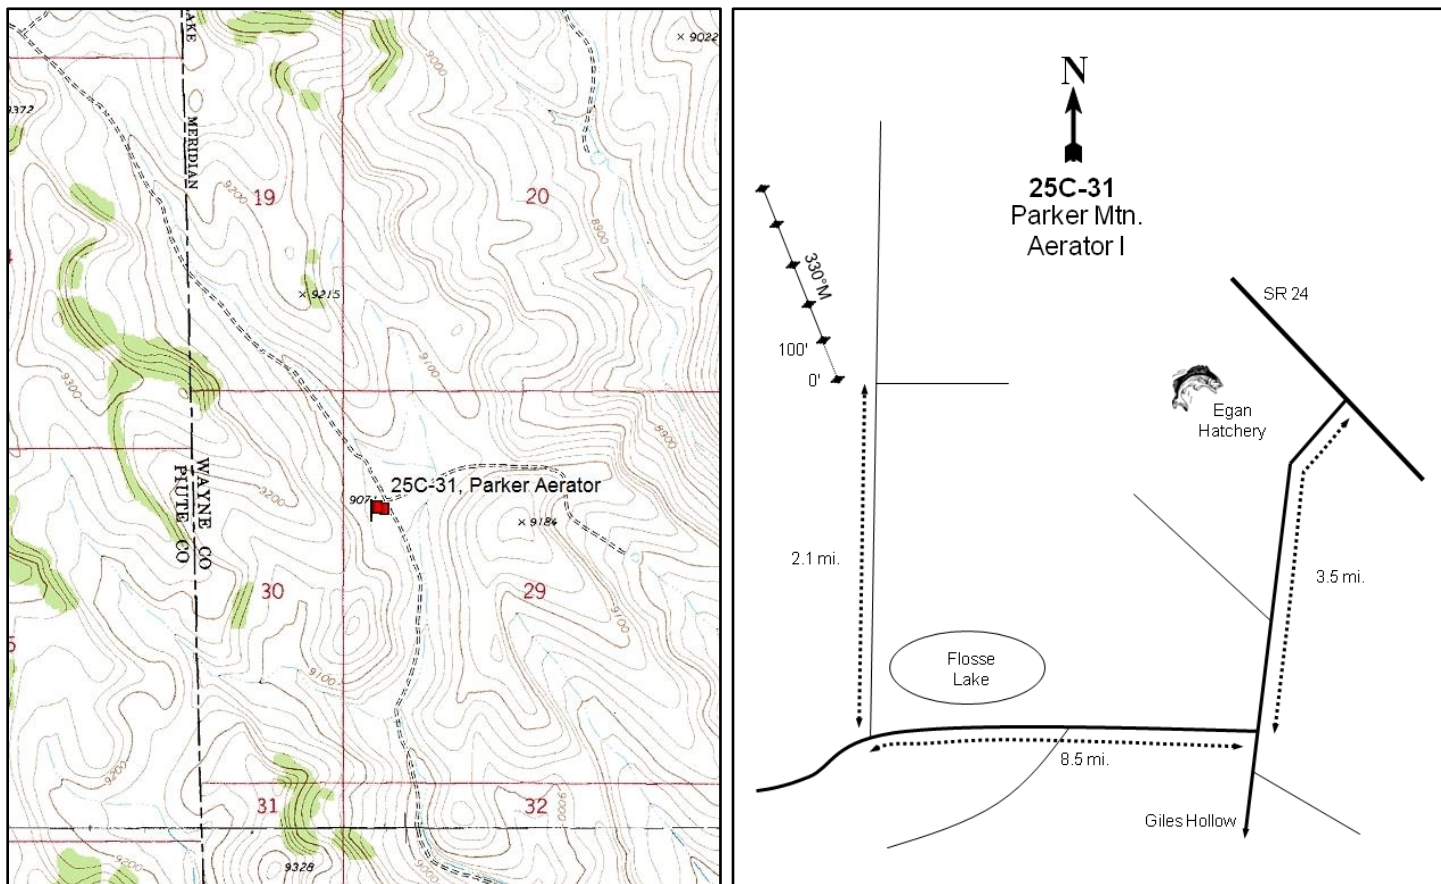 LAKE
MERIDIAN
9372
9200
19
× 9215
9000
20
8900
× 9022
9100
9300
9200
WAYNE CO
PIUTE CO
8900
25C-31, Parker Aerator
907
× 9184
30
29
9100
9100
9200
31
32
9000
9328
9000
N
25C-31
Parker Mtn.
Aerator I
330°M
100'
0'
SR 24
Egan
Hatchery
2.1 mi.
3.5 mi.
Flosse
Lake
8.5 mi.
Giles Hollow